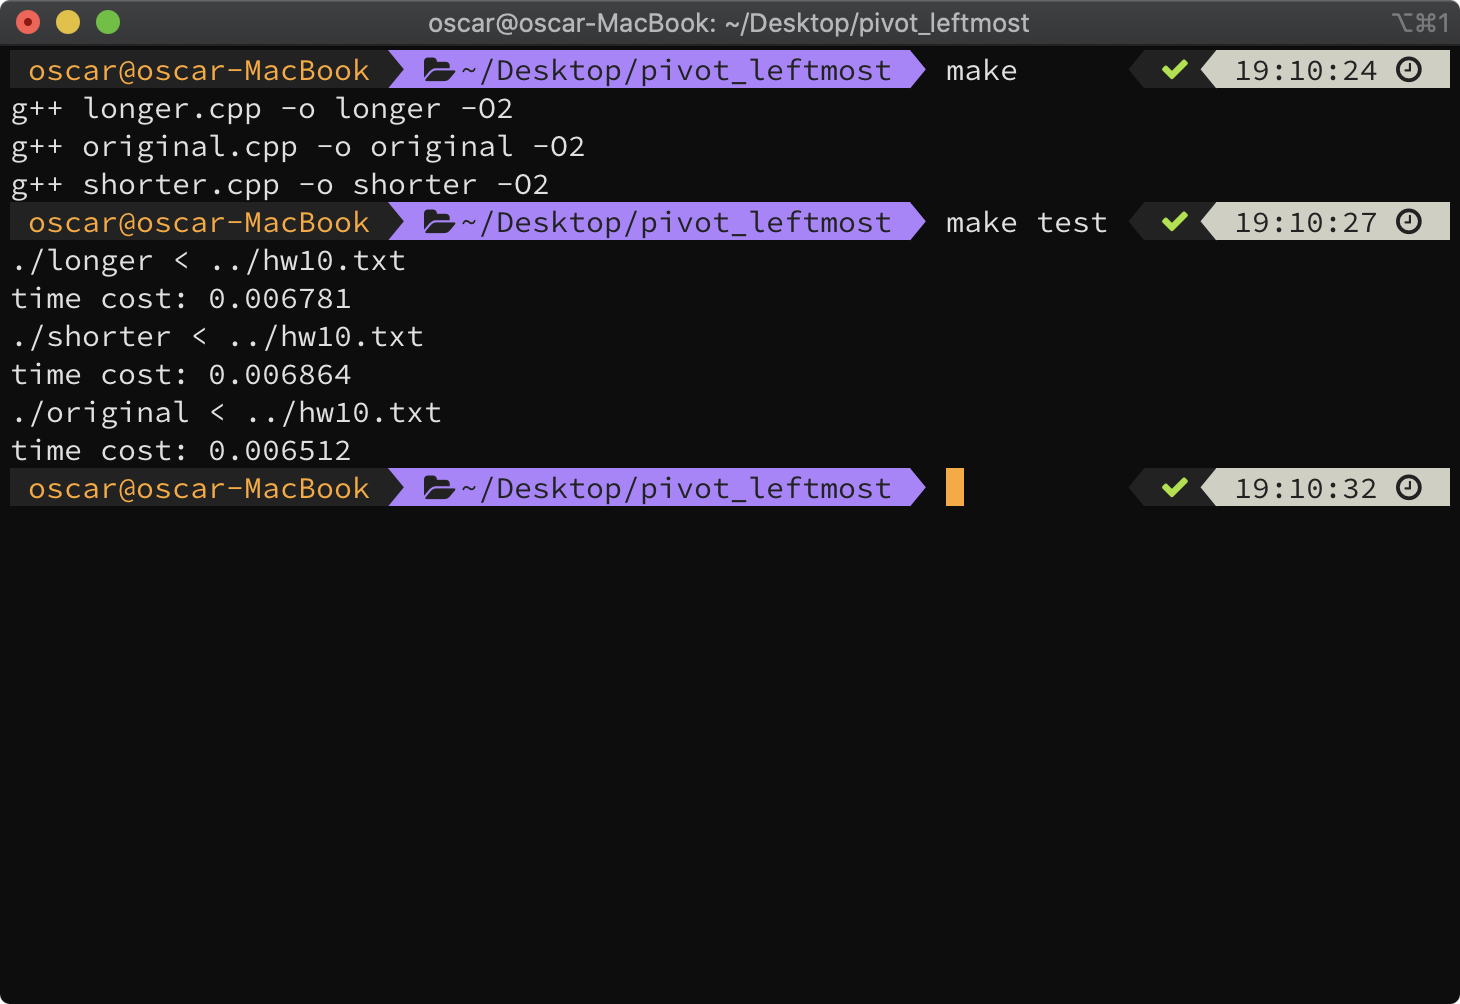 oscar@oscar-MacBook: ~/Desktop/pivot_leftmost ⌥⌘1
oscar@oscar-MacBook ~/Desktop/pivot_leftmost make ✔ 19:10:24
g++ longer.cpp -o longer -O2
g++ original.cpp -o original -O2
g++ shorter.cpp -o shorter -O2
oscar@oscar-MacBook ~/Desktop/pivot_leftmost make test ✔ 19:10:27
./longer < ../hw10.txt
time cost: 0.006781
./shorter < ../hw10.txt
time cost: 0.006864
./original < ../hw10.txt
time cost: 0.006512
oscar@oscar-MacBook ~/Desktop/pivot_leftmost ✔ 19:10:32